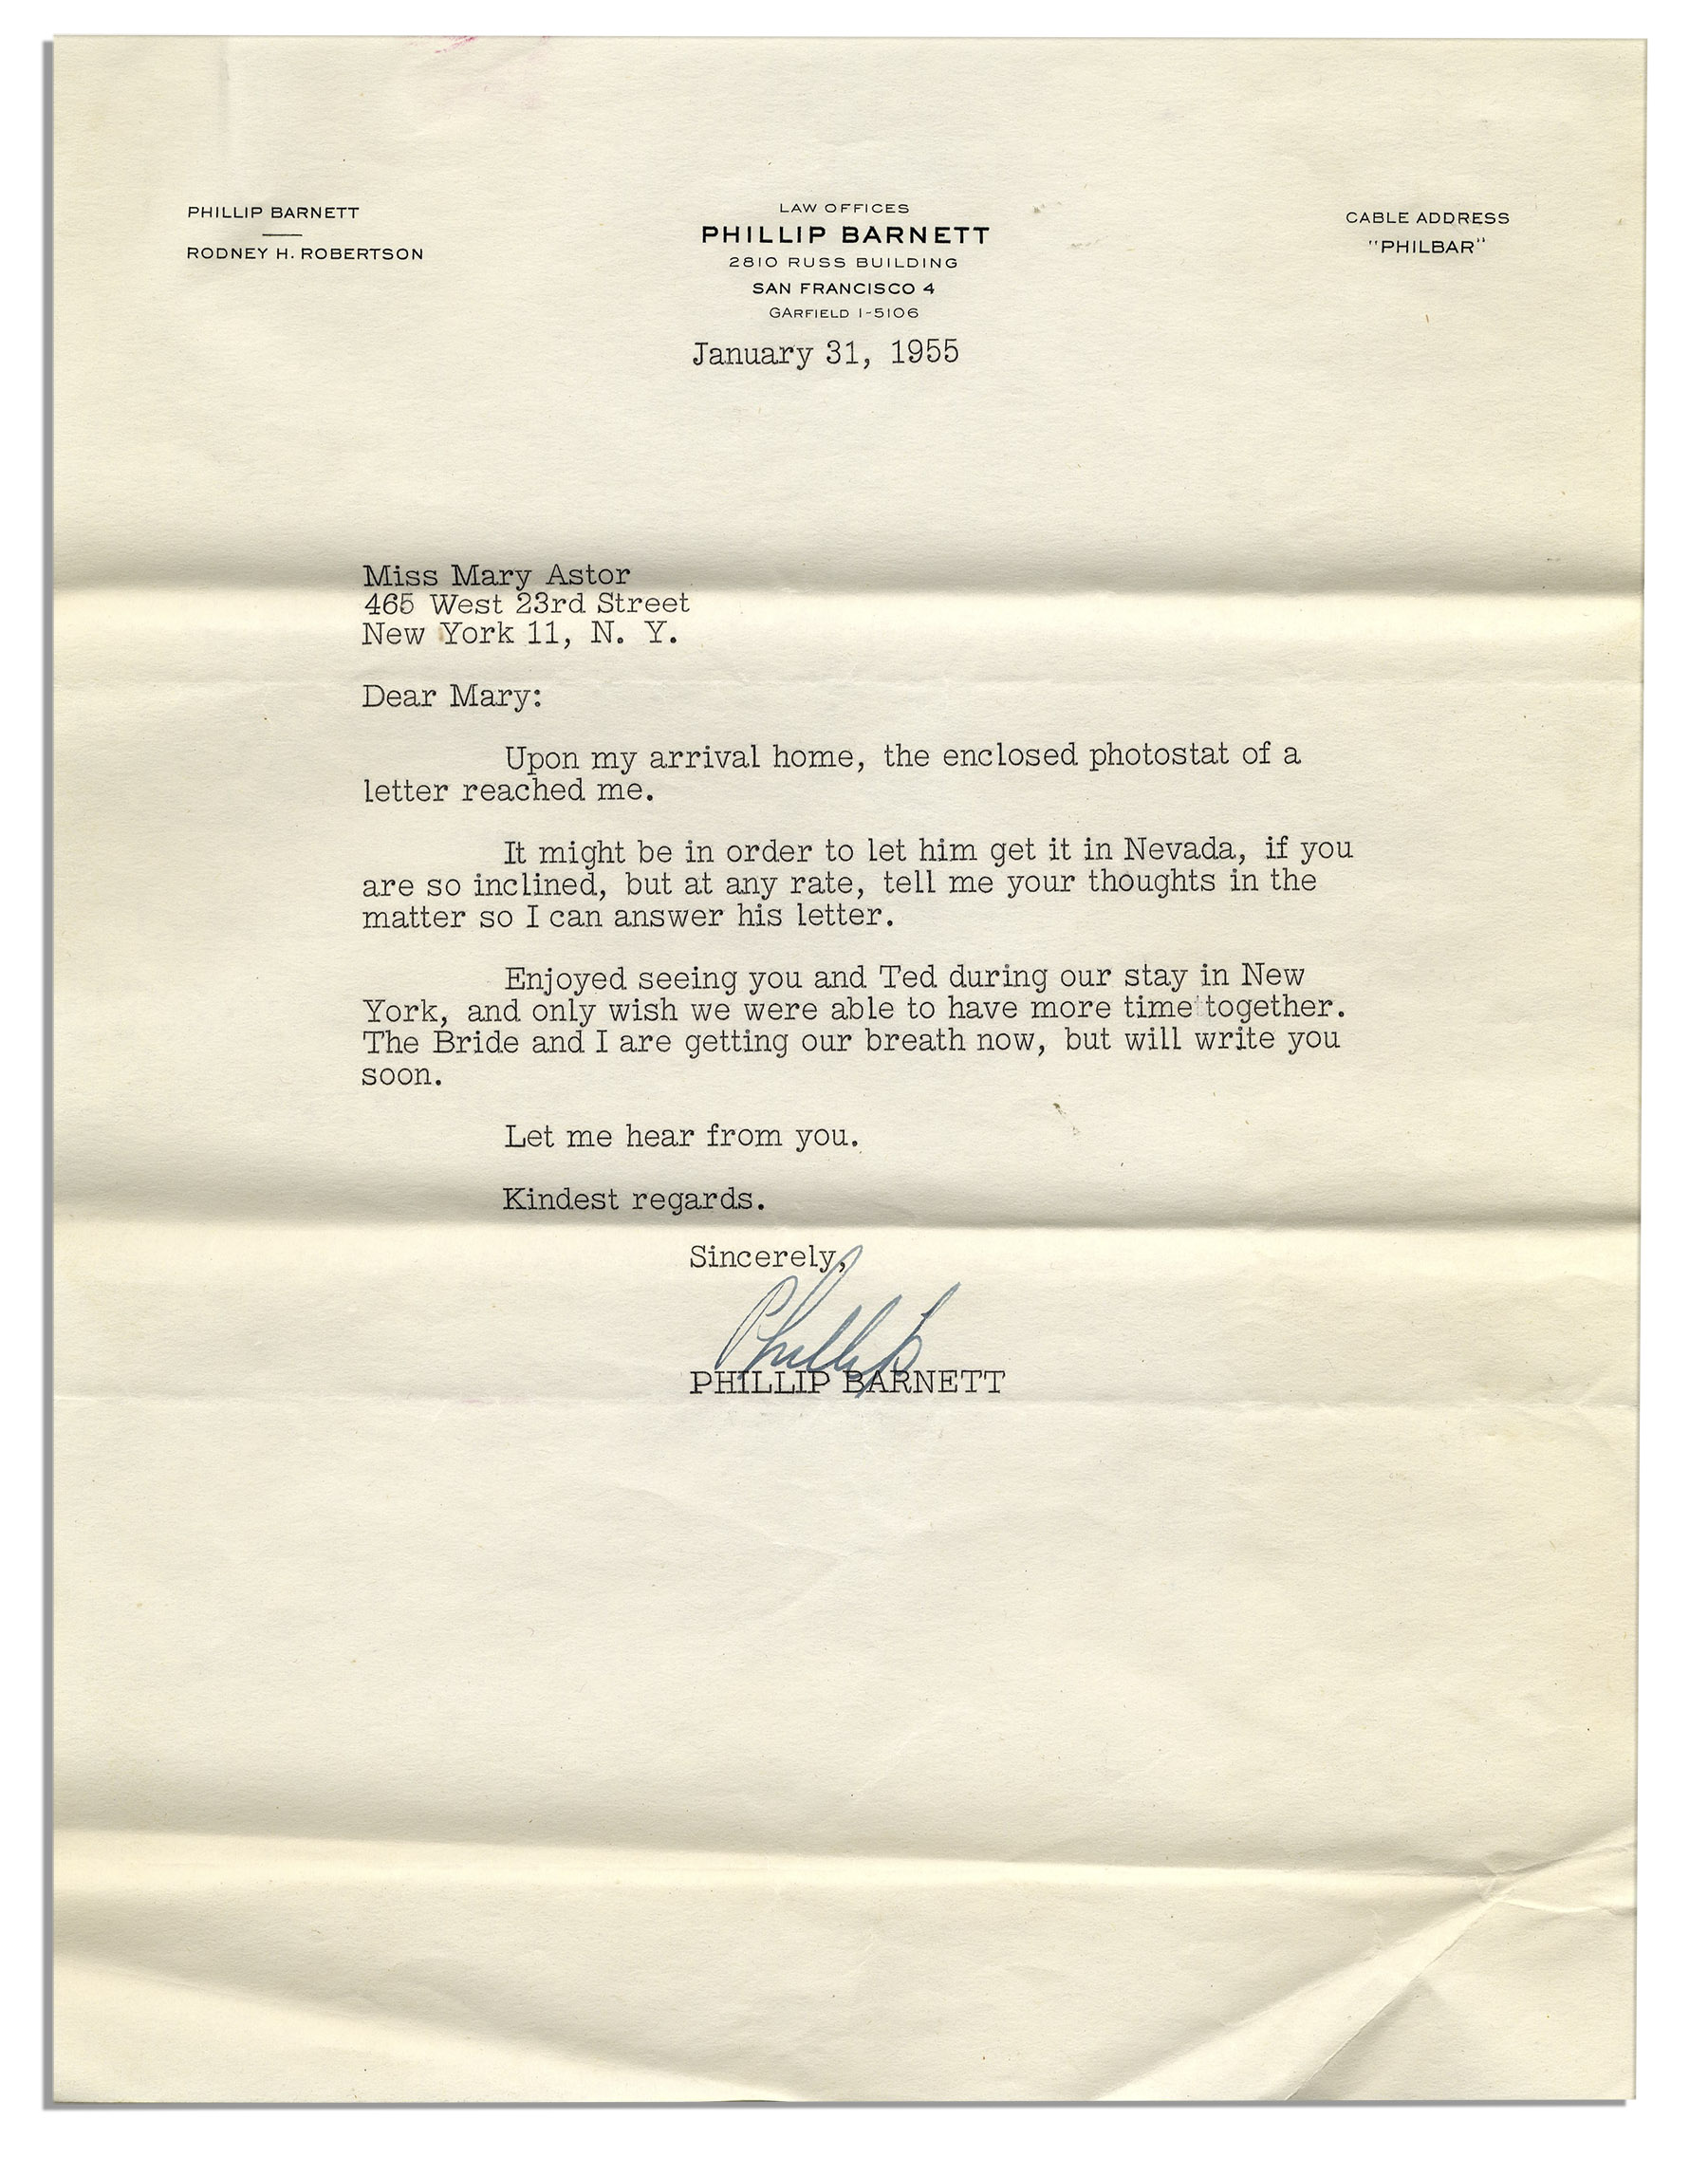 PHILLIP BARNETT
RODNEY H. ROBERTSON
LAW OFFICES
PHILLIP BARNETT
2810 RUSS BUILDING
SAN FRANCISCO 4
GARFIELD 1-5106
CABLE ADDRESS
"PHILBAR"
January 31, 1955
Miss Mary Astor
465 West 23rd Street
New York 11, N. Y.
Dear Mary:
Upon my arrival home, the enclosed photostat of a
letter reached me.
It might be in order to let him get it in Nevada, if you
are so inclined, but at any rate, tell me your thoughts in the
matter so I can answer his letter.
Enjoyed seeing you and Ted during our stay in New
York, and only wish we were able to have more time together.
The Bride and I are getting our breath now, but will write you
soon.
Let me hear from you.
Kindest regards.
Sincerely,
Phillip
PHILLIP BARNETT